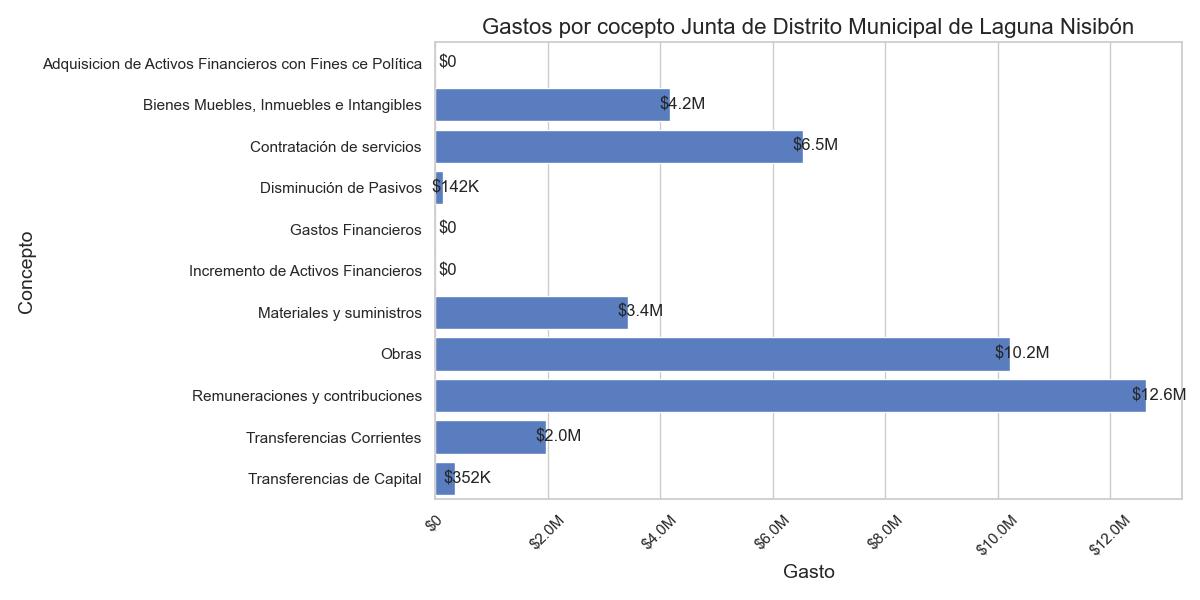 Gastos por cocepto Junta de Distrito Municipal de Laguna Nisibón
Concepto
Adquisicion de Activos Financieros con Fines ce Política $0
Bienes Muebles, Inmuebles e Intangibles $4.2M
Contratación de servicios $6.5M
Disminución de Pasivos $142K
Gastos Financieros $0
Incremento de Activos Financieros $0
Materiales y suministros $3.4M
Obras $10.2M
Remuneraciones y contribuciones $12.6M
Transferencias Corrientes $2.0M
Transferencias de Capital $352K
$0 $2.0M $4.0M $6.0M $8.0M $10.0M $12.0M
Gasto